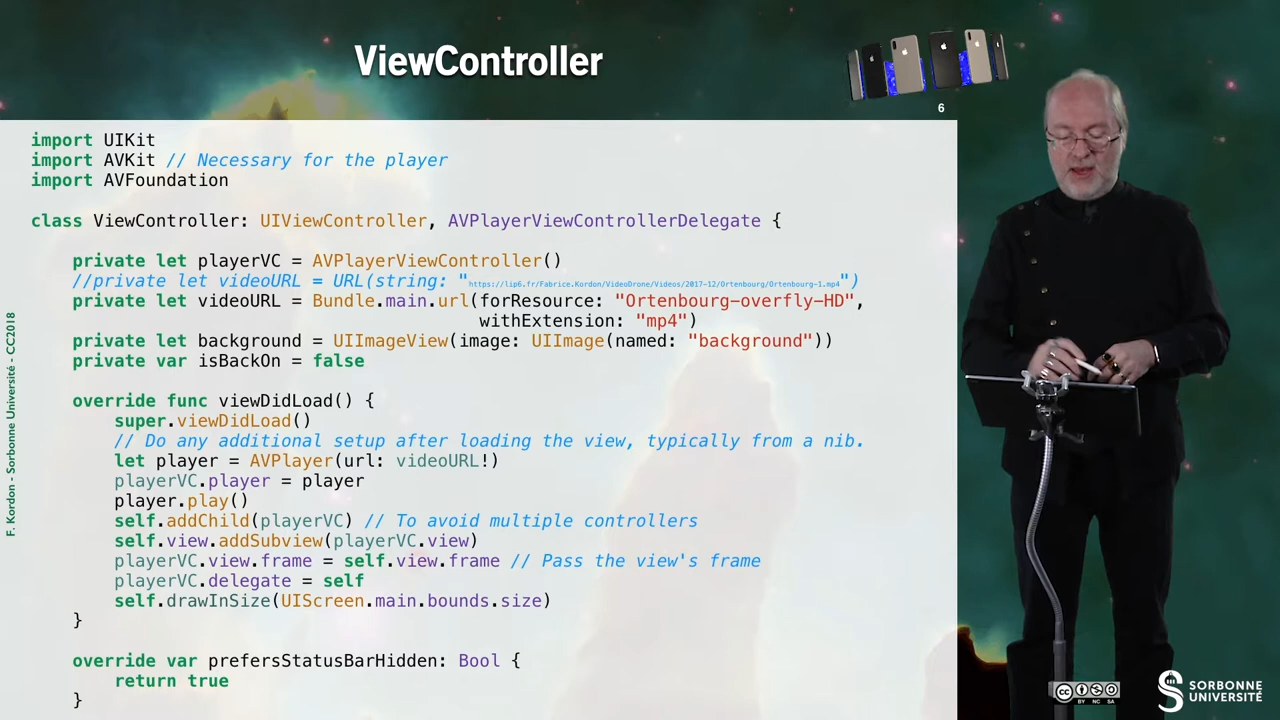 ViewController
6
import UIKit
import AVKit // Necessary for the player
import AVFoundation
class ViewController: UIViewController, AVPlayerViewControllerDelegate {
private let playerVC = AVPlayerViewController()
//private let videoURL = URL(string: "https://lip6.fr/Fabrice.Kordon/VideoDrone/Videos/2017-12/Ortenbourg/Ortenbourg-1.mp4")
private let videoURL = Bundle.main.url(forResource: "Ortenbourg-overfly-HD",
withExtension: "mp4")
private let background = UIImageView(image: UIImage(named: "background"))
private var isBackOn = false
override func viewDidLoad() {
super.viewDidLoad()
// Do any additional setup after loading the view, typically from a nib.
let player = AVPlayer(url: videoURL!)
playerVC.player = player
player.play()
self.addChild(playerVC) // To avoid multiple controllers
self.view.addSubview(playerVC.view)
playerVC.view.frame = self.view.frame // Pass the view's frame
playerVC.delegate = self
self.drawInSize(UIScreen.main.bounds.size)
}
override var prefersStatusBarHidden: Bool {
return true
}
F. Kordon - Sorbonne Université - CC2018
CC BY NC SA
SORBONNE
UNIVERSITÉ